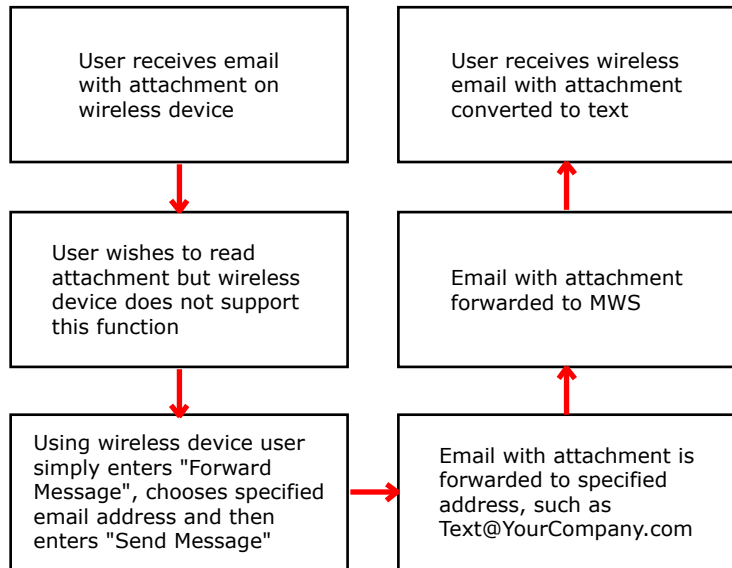 User receives email
with attachment on
wireless device
User wishes to read
attachment but wireless
device does not support
this function
Using wireless device user
simply enters "Forward
Message", chooses specified
email address and then
enters "Send Message"
Email with attachment is
forwarded to specified
address, such as
Text@YourCompany.com
Email with attachment
forwarded to MWS
User receives wireless
email with attachment
converted to text